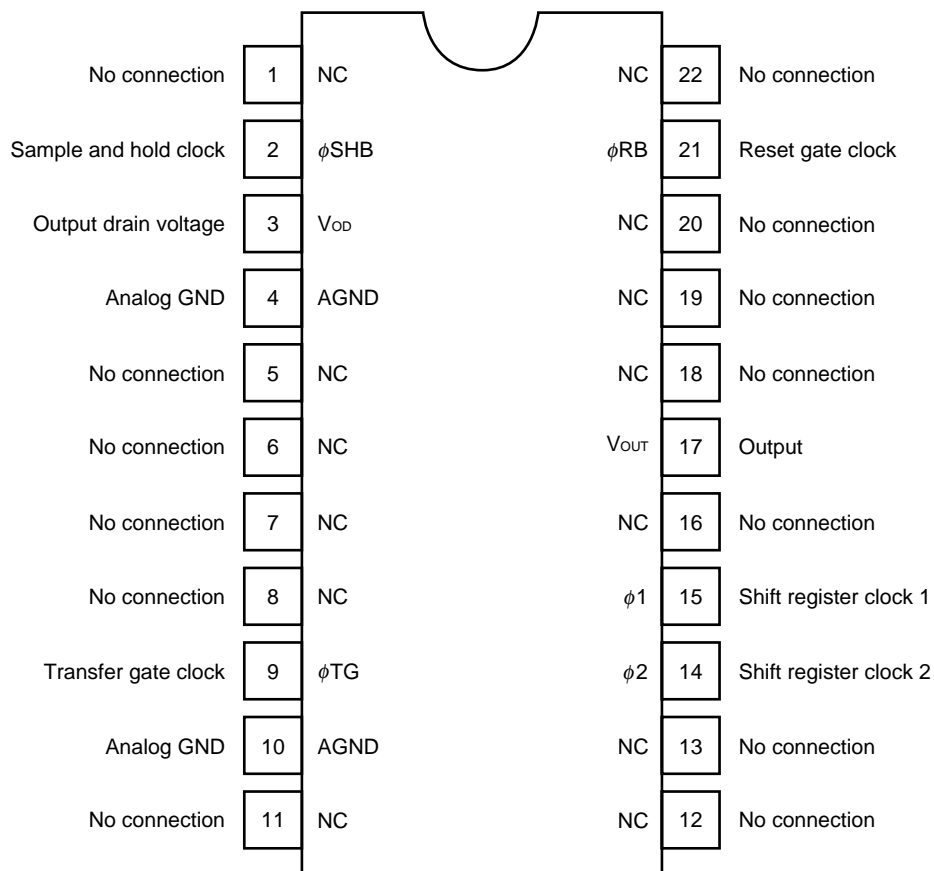 No connection 1 NC NC 22 No connection
Sample and hold clock 2 ϕSHB ϕRB 21 Reset gate clock
Output drain voltage 3 VOD NC 20 No connection
Analog GND 4 AGND NC 19 No connection
No connection 5 NC NC 18 No connection
No connection 6 NC VOUT 17 Output
No connection 7 NC NC 16 No connection
No connection 8 NC ϕ1 15 Shift register clock 1
Transfer gate clock 9 ϕTG ϕ2 14 Shift register clock 2
Analog GND 10 AGND NC 13 No connection
No connection 11 NC NC 12 No connection